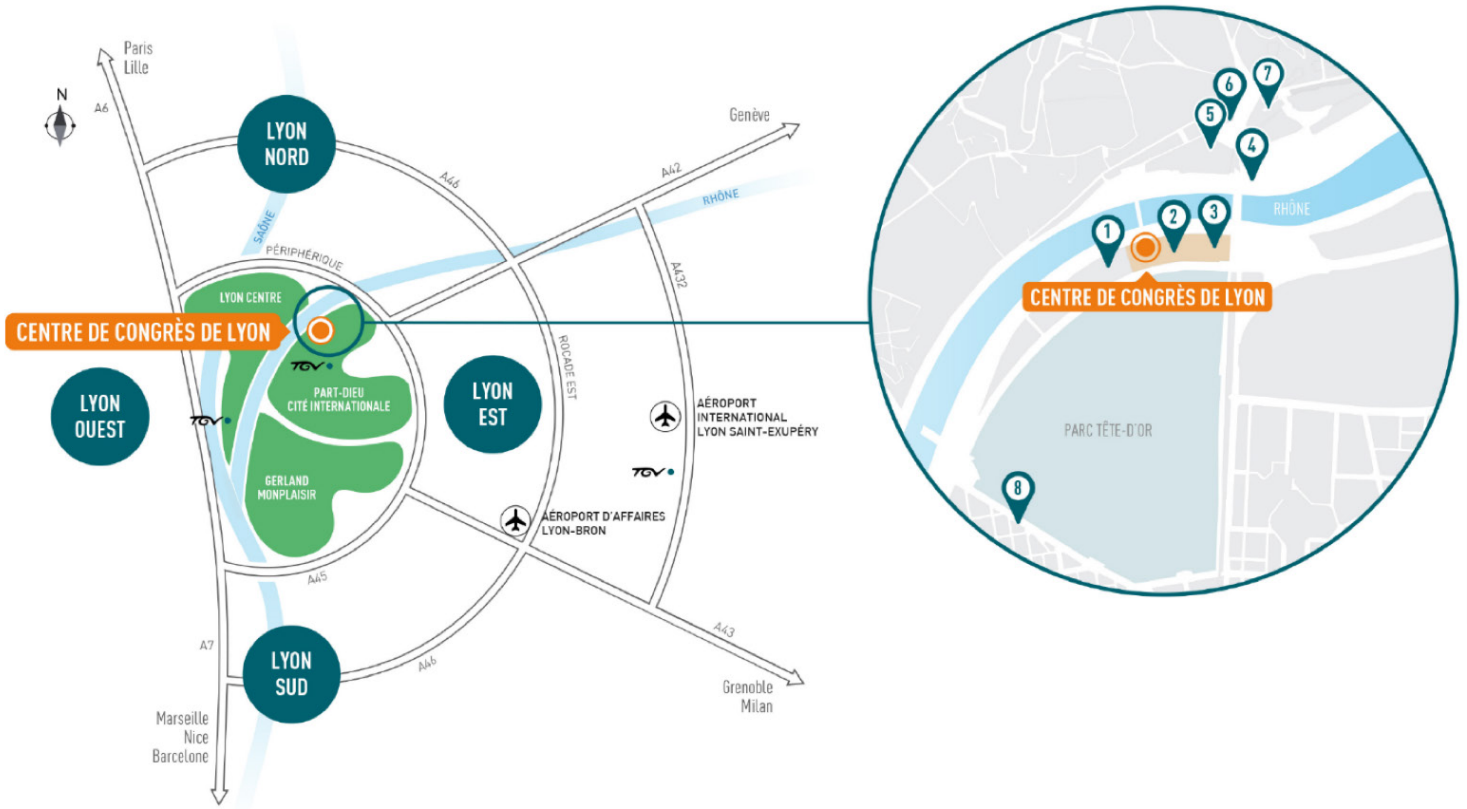 Paris
Lille
N
A6
LYON
NORD
Genève
A46
A42
SAÔNE
RHÔNE
PÉRIPHÉRIQUE
A432
LYON CENTRE
CENTRE DE CONGRÈS DE LYON
ROCADE EST
TGV
PART-DIEU
CITÉ INTERNATIONALE
LYON
OUEST
TGV
LYON
EST
AÉROPORT
INTERNATIONAL
LYON SAINT-EXUPÉRY
TGV
GERLAND
MONPLAISIR
AÉROPORT D'AFFAIRES
LYON-BRON
A45
A7
LYON
SUD
A46
A43
Grenoble
Milan
Marseille
Nice
Barcelone
7
6
5
4
RHÔNE
3
2
1
CENTRE DE CONGRÈS DE LYON
PARC TÊTE-D'OR
8